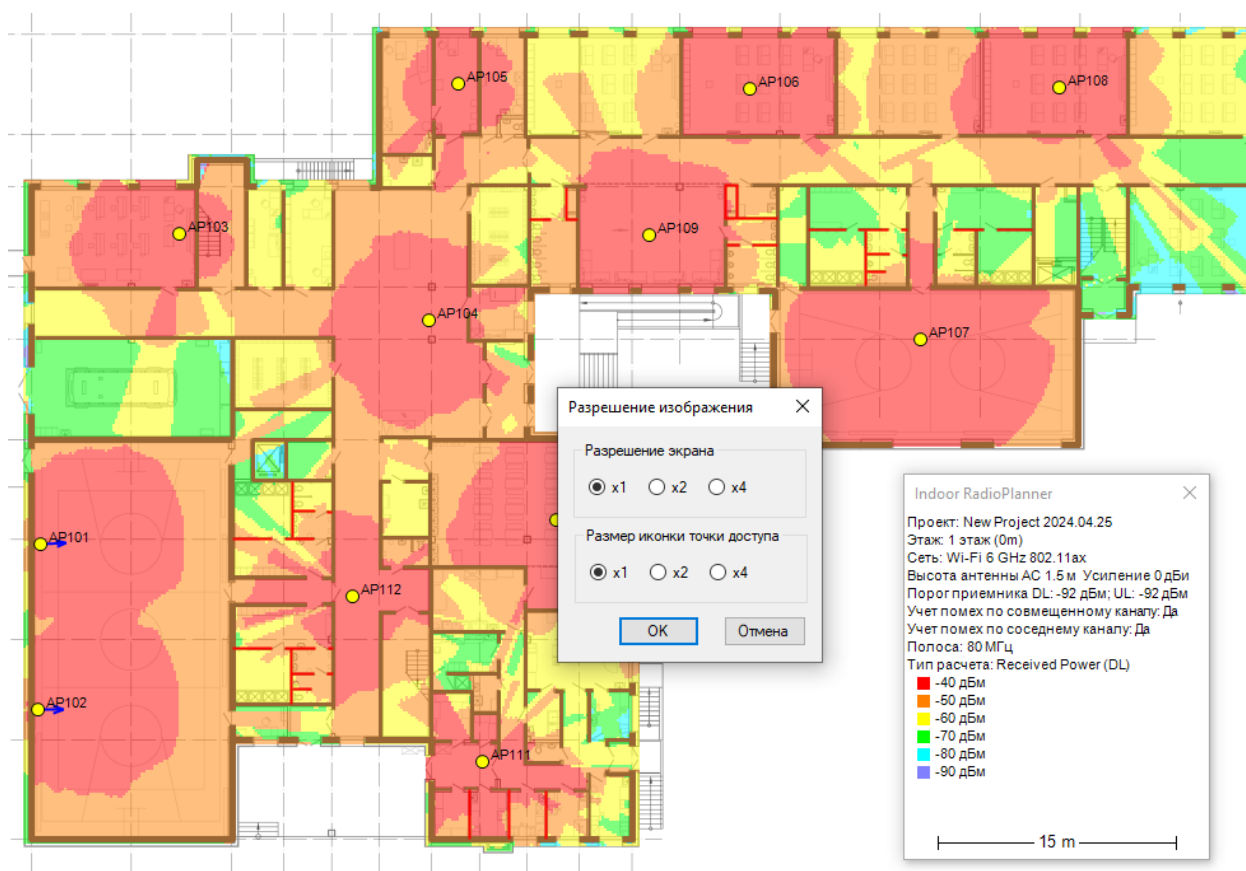 AP105
AP106
AP108
AP103
AP109
AP104
AP107
AP101
AP112
AP102
AP111
Разрешение изображения
Разрешение экрана
x1 x2 x4
Размер иконки точки доступа
x1 x2 x4
OK Отмена
Indoor RadioPlanner
Проект: New Project 2024.04.25
Этаж: 1 этаж (0m)
Сеть: Wi-Fi 6 GHz 802.11ax
Высота антенны АС 1.5 м Усиление 0 дБи
Порог приемника DL: -92 дБм; UL: -92 дБм
Учет помех по совмещенному каналу: Да
Учет помех по соседнему каналу: Да
Полоса: 80 МГц
Тип расчета: Received Power (DL)
-40 дБм
-50 дБм
-60 дБм
-70 дБм
-80 дБм
-90 дБм
15 m